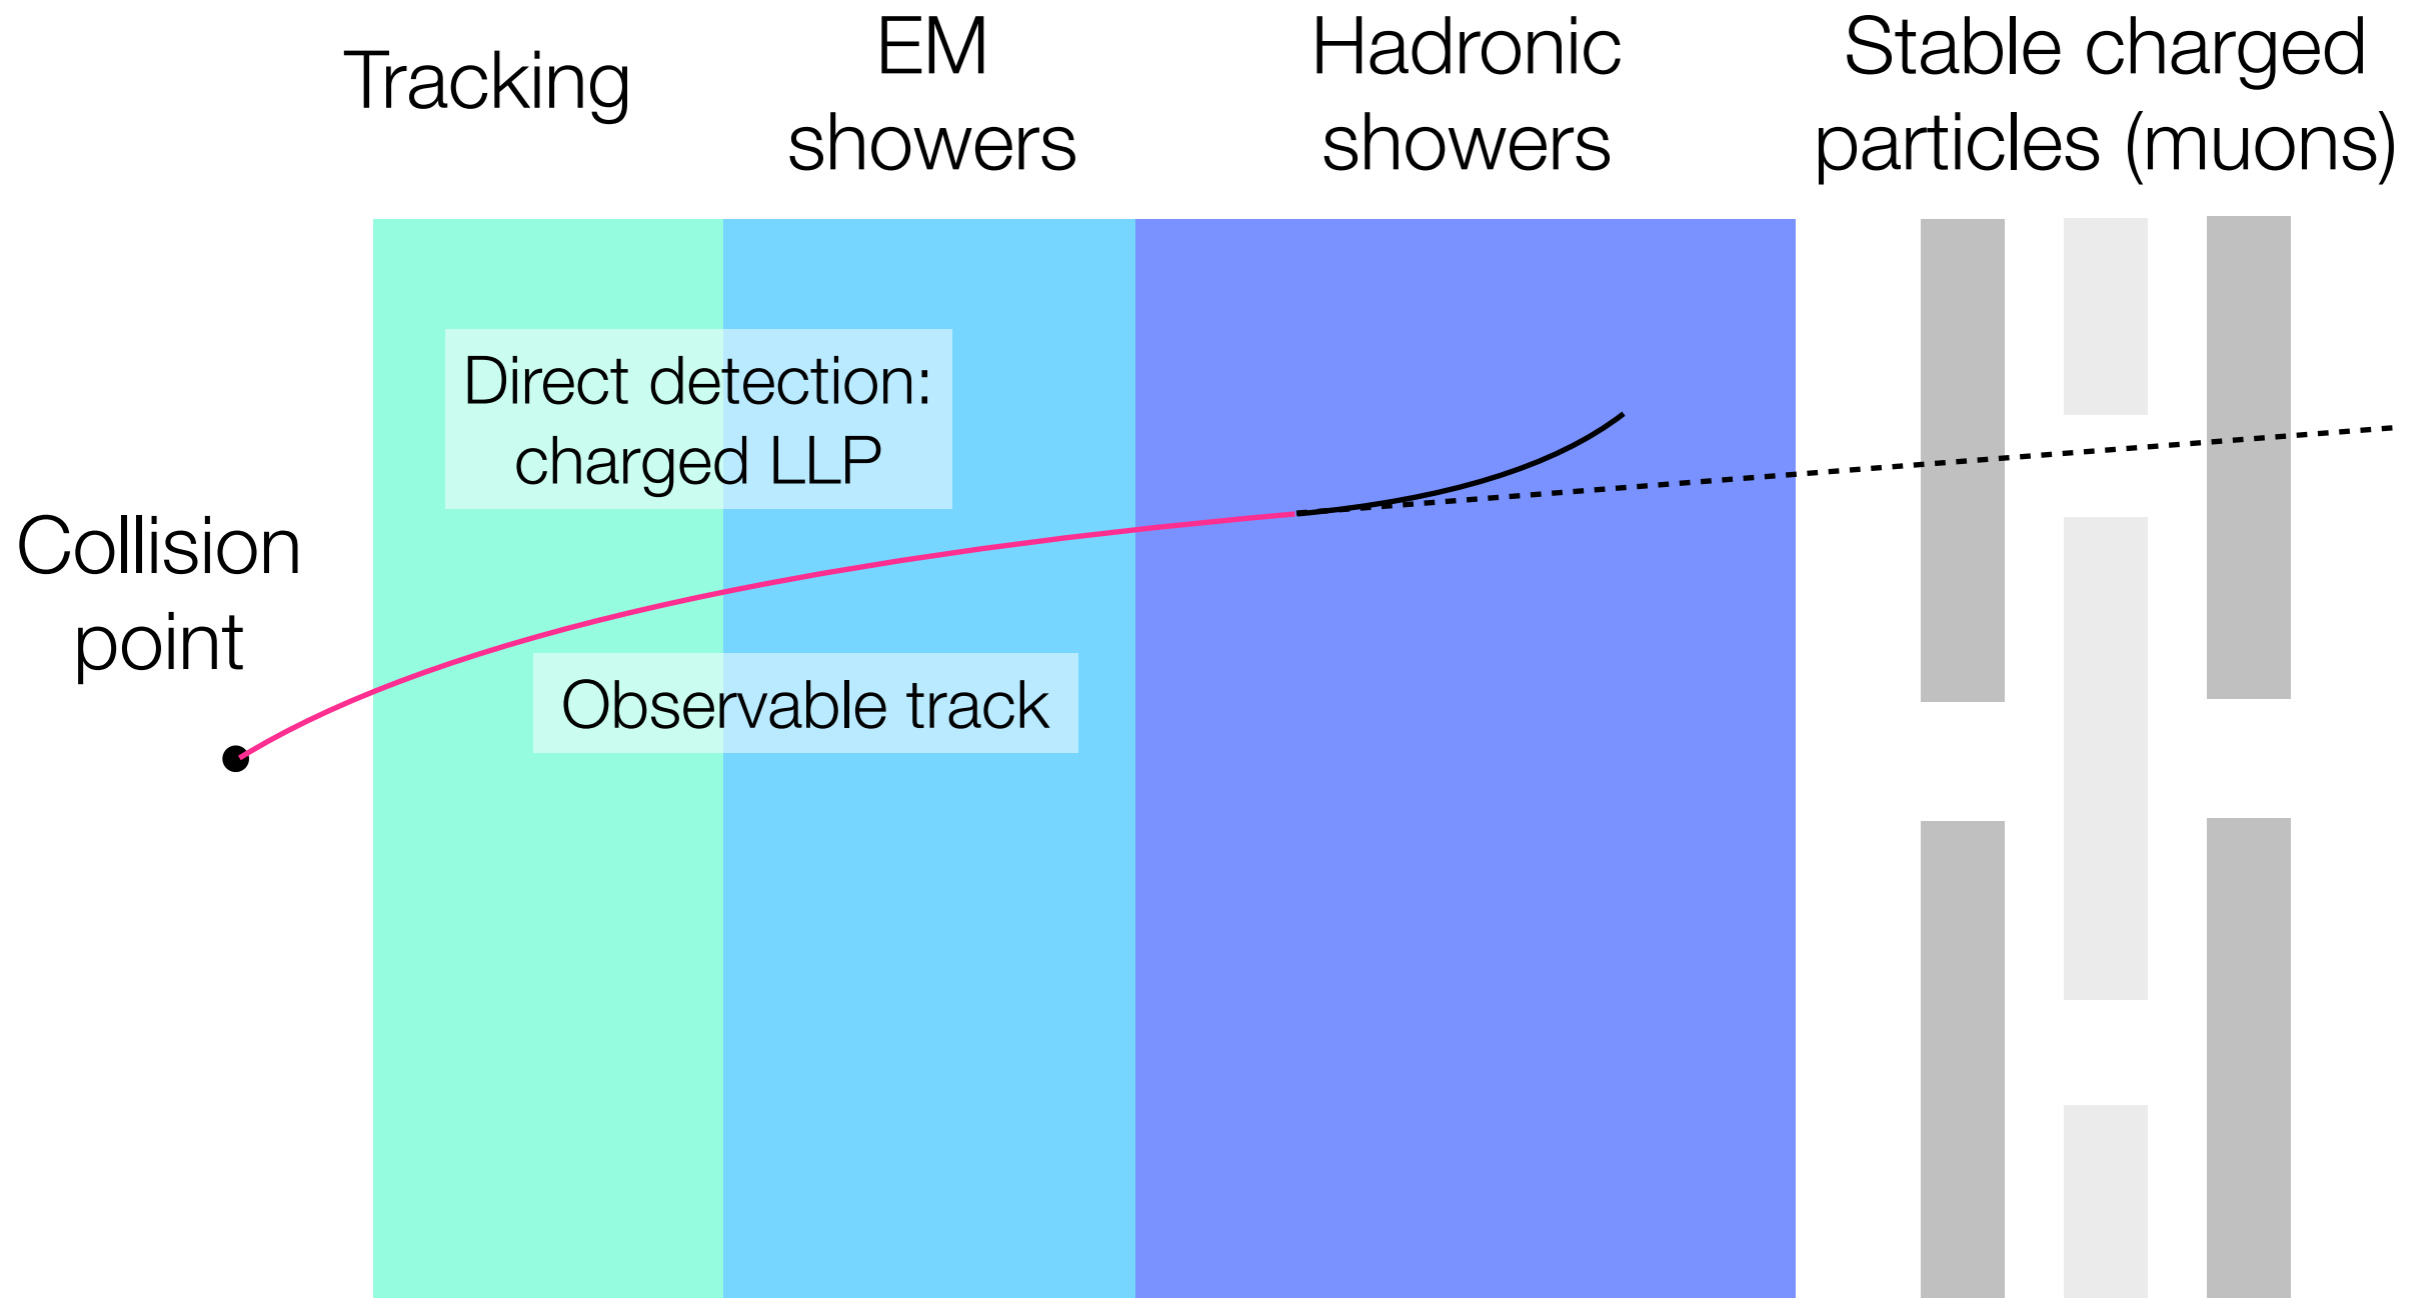 Tracking
EM
showers
Hadronic
showers
Stable charged
particles (muons)
Direct detection:
charged LLP
Collision
point
Observable track